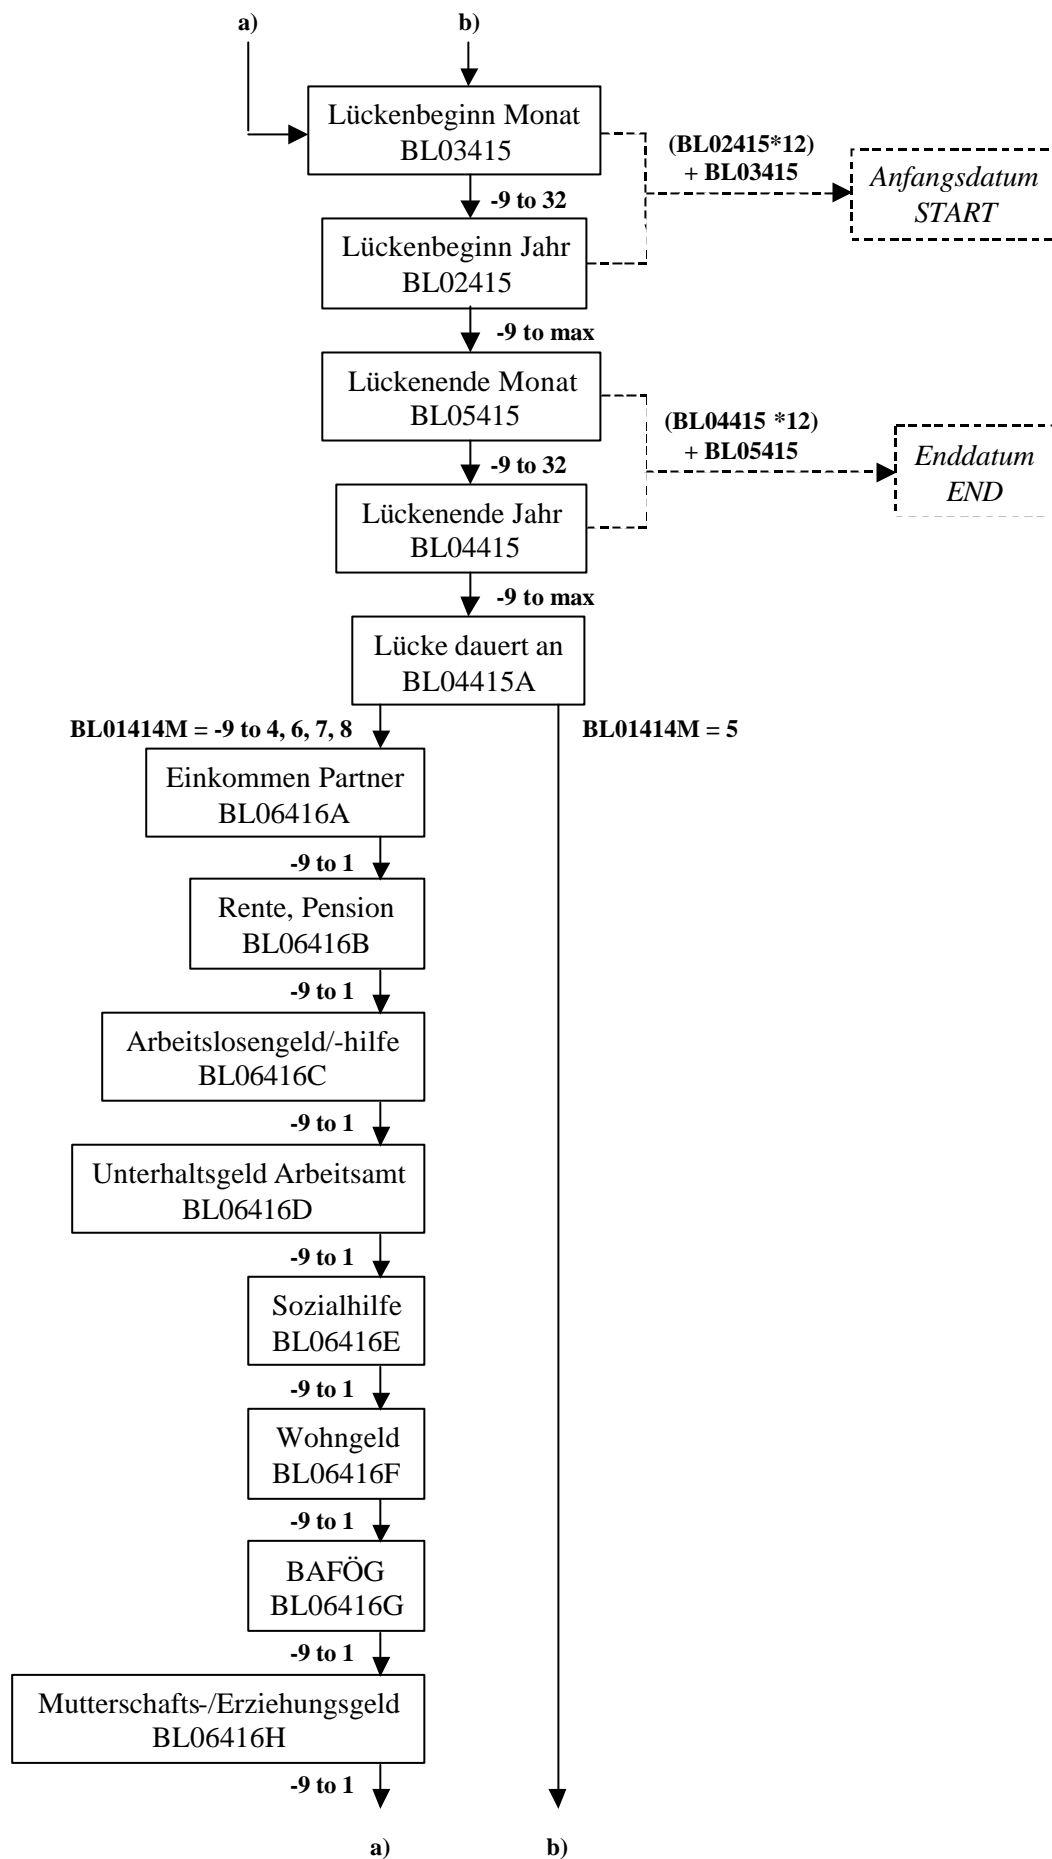 a)
b)
Lückenbeginn Monat
BL03415
(BL02415*12)
+ BL03415
Anfangsdatum
START
-9 to 32
Lückenbeginn Jahr
BL02415
-9 to max
Lückenende Monat
BL05415
(BL04415 *12)
+ BL05415
Enddatum
END
-9 to 32
Lückenende Jahr
BL04415
-9 to max
Lücke dauert an
BL04415A
BL01414M = -9 to 4, 6, 7, 8
BL01414M = 5
Einkommen Partner
BL06416A
-9 to 1
Rente, Pension
BL06416B
-9 to 1
Arbeitslosengeld/-hilfe
BL06416C
-9 to 1
Unterhaltsgeld Arbeitsamt
BL06416D
-9 to 1
Sozialhilfe
BL06416E
-9 to 1
Wohngeld
BL06416F
-9 to 1
BAFÖG
BL06416G
-9 to 1
Mutterschafts-/Erziehungsgeld
BL06416H
-9 to 1
a)
b)